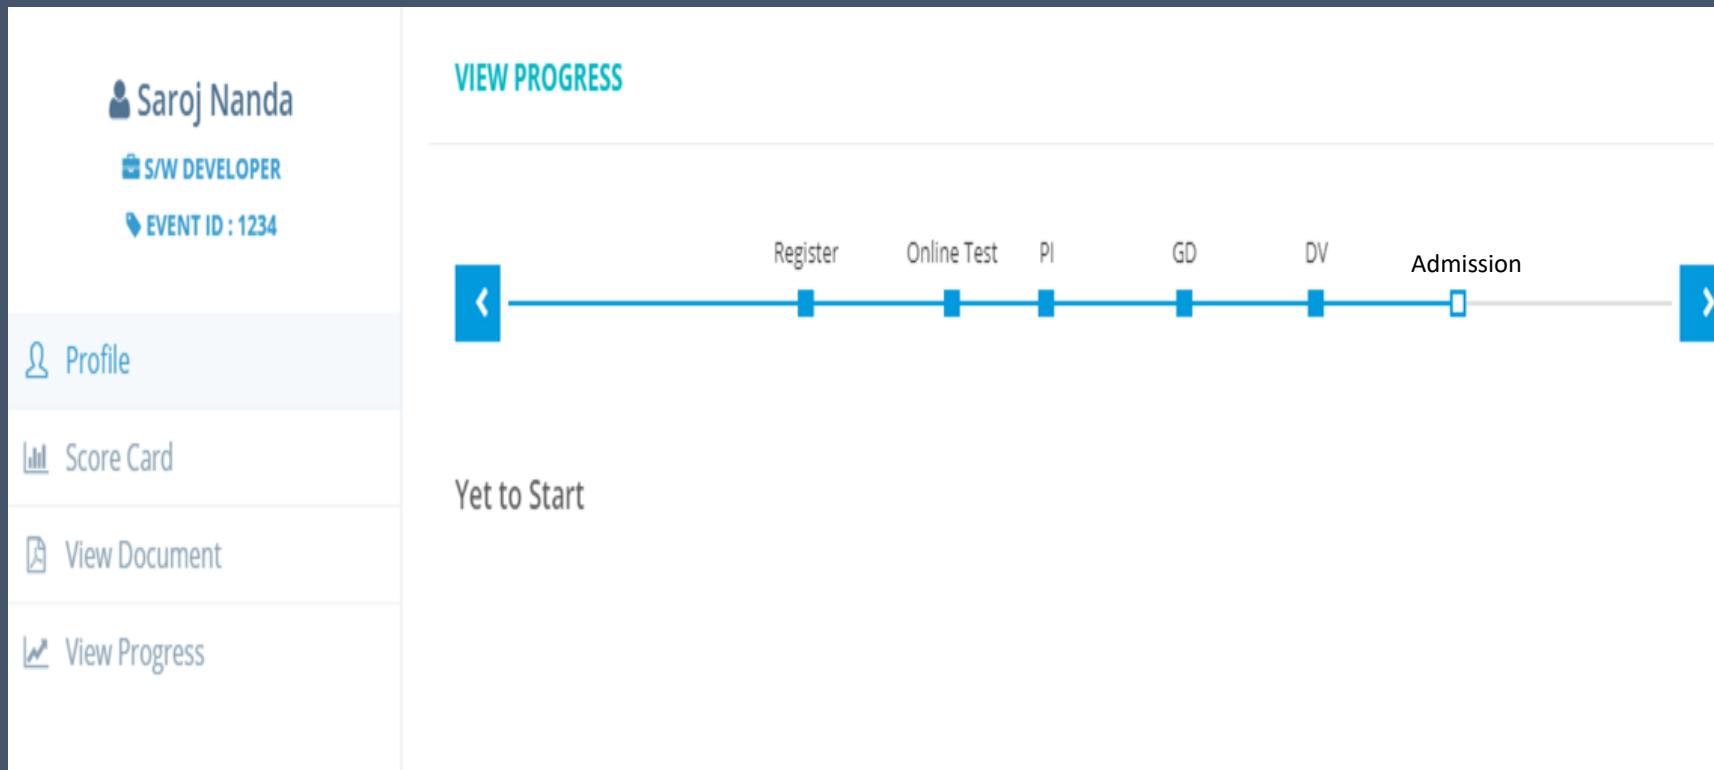 Saroj Nanda
S/W DEVELOPER
EVENT ID : 1234
Profile
Score Card
View Document
View Progress
VIEW PROGRESS
Register Online Test PI GD DV Admission
Yet to Start